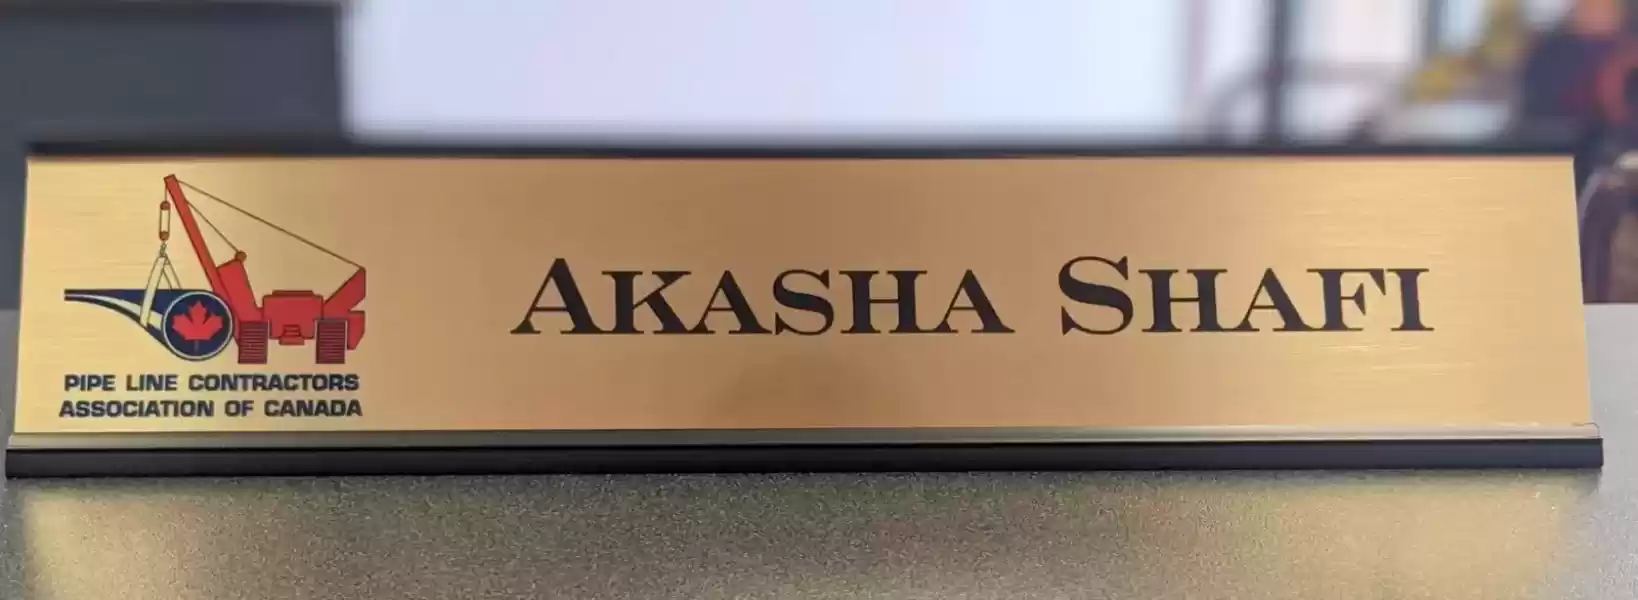 PIPE LINE CONTRACTORS
ASSOCIATION OF CANADA
AKASHA SHAFI